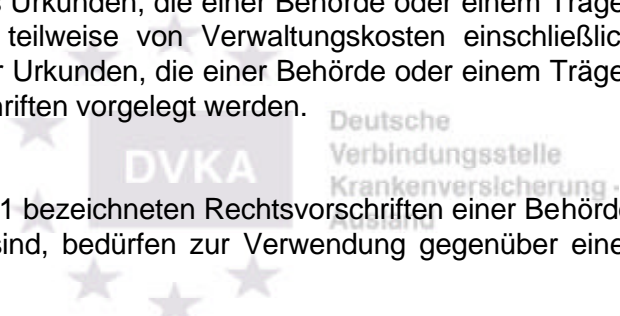 Urkunden, die einer Behörde oder einem Träge
teilweise von Verwaltungskosten einschließlic
r Urkunden, die einer Behörde oder einem Träge
hriften vorgelegt werden.
Deutsche
DVKA
Verbindungsstelle
Krankenversicherung -
Ausland
1 bezeichneten Rechtsvorschriften einer Behörde
sind, bedürfen zur Verwendung gegenüber eine